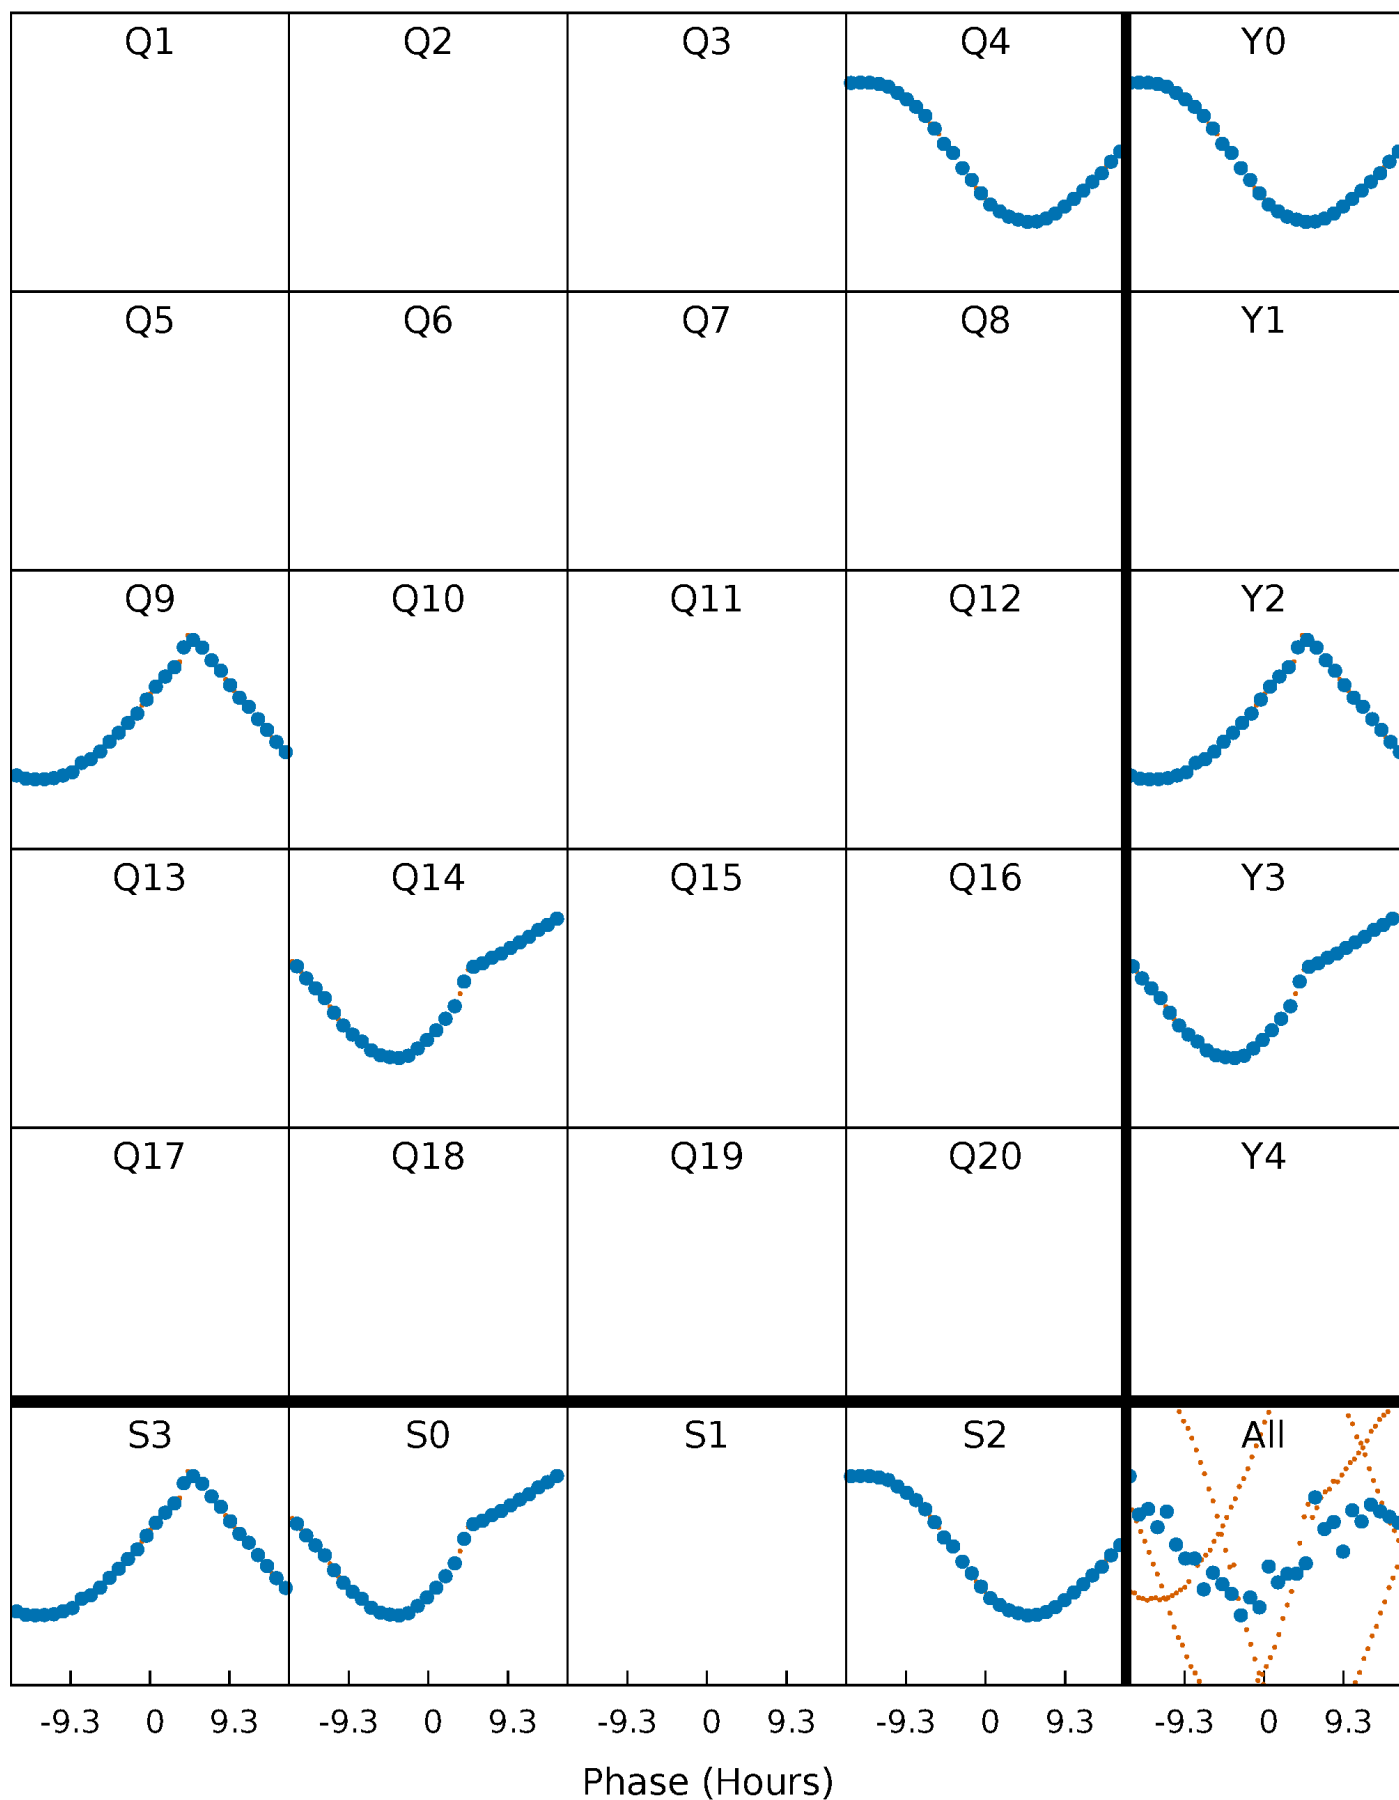 Q1 Q2 Q3 Q4 Y0
Q5 Q6 Q7 Q8 Y1
Q9 Q10 Q11 Q12 Y2
Q13 Q14 Q15 Q16 Y3
Q17 Q18 Q19 Q20 Y4
S3 S0 S1 S2 All
-9.3 0 9.3 -9.3 0 9.3 -9.3 0 9.3 -9.3 0 9.3 -9.3 0 9.3
Phase (Hours)